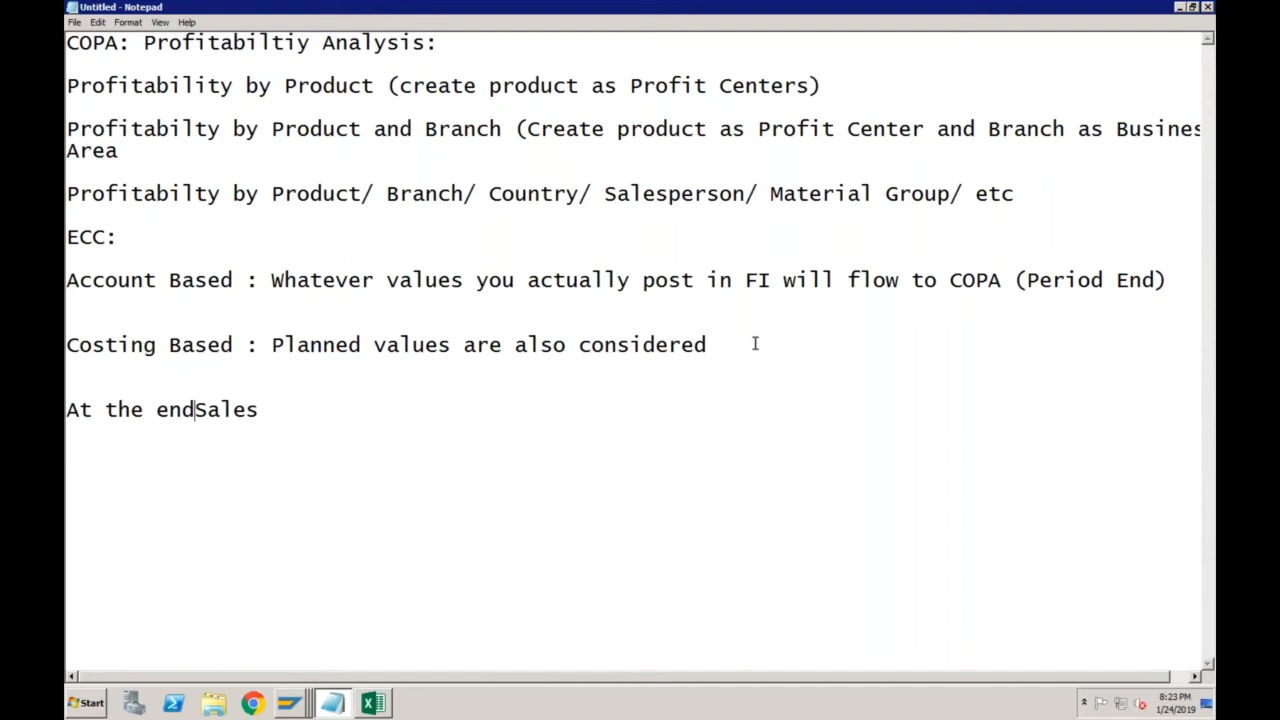 Untitled - Notepad
File Edit Format View Help
COPA: Profitabiltiy Analysis:
Profitability by Product (create product as Profit Centers)
Profitabilty by Product and Branch (Create product as Profit Center and Branch as Busines
Area
Profitabilty by Product/ Branch/ Country/ Salesperson/ Material Group/ etc
ECC:
Account Based : Whatever values you actually post in FI will flow to COPA (Period End)
Costing Based : Planned values are also considered
At the endSales
Start
8:23 PM
1/24/2019